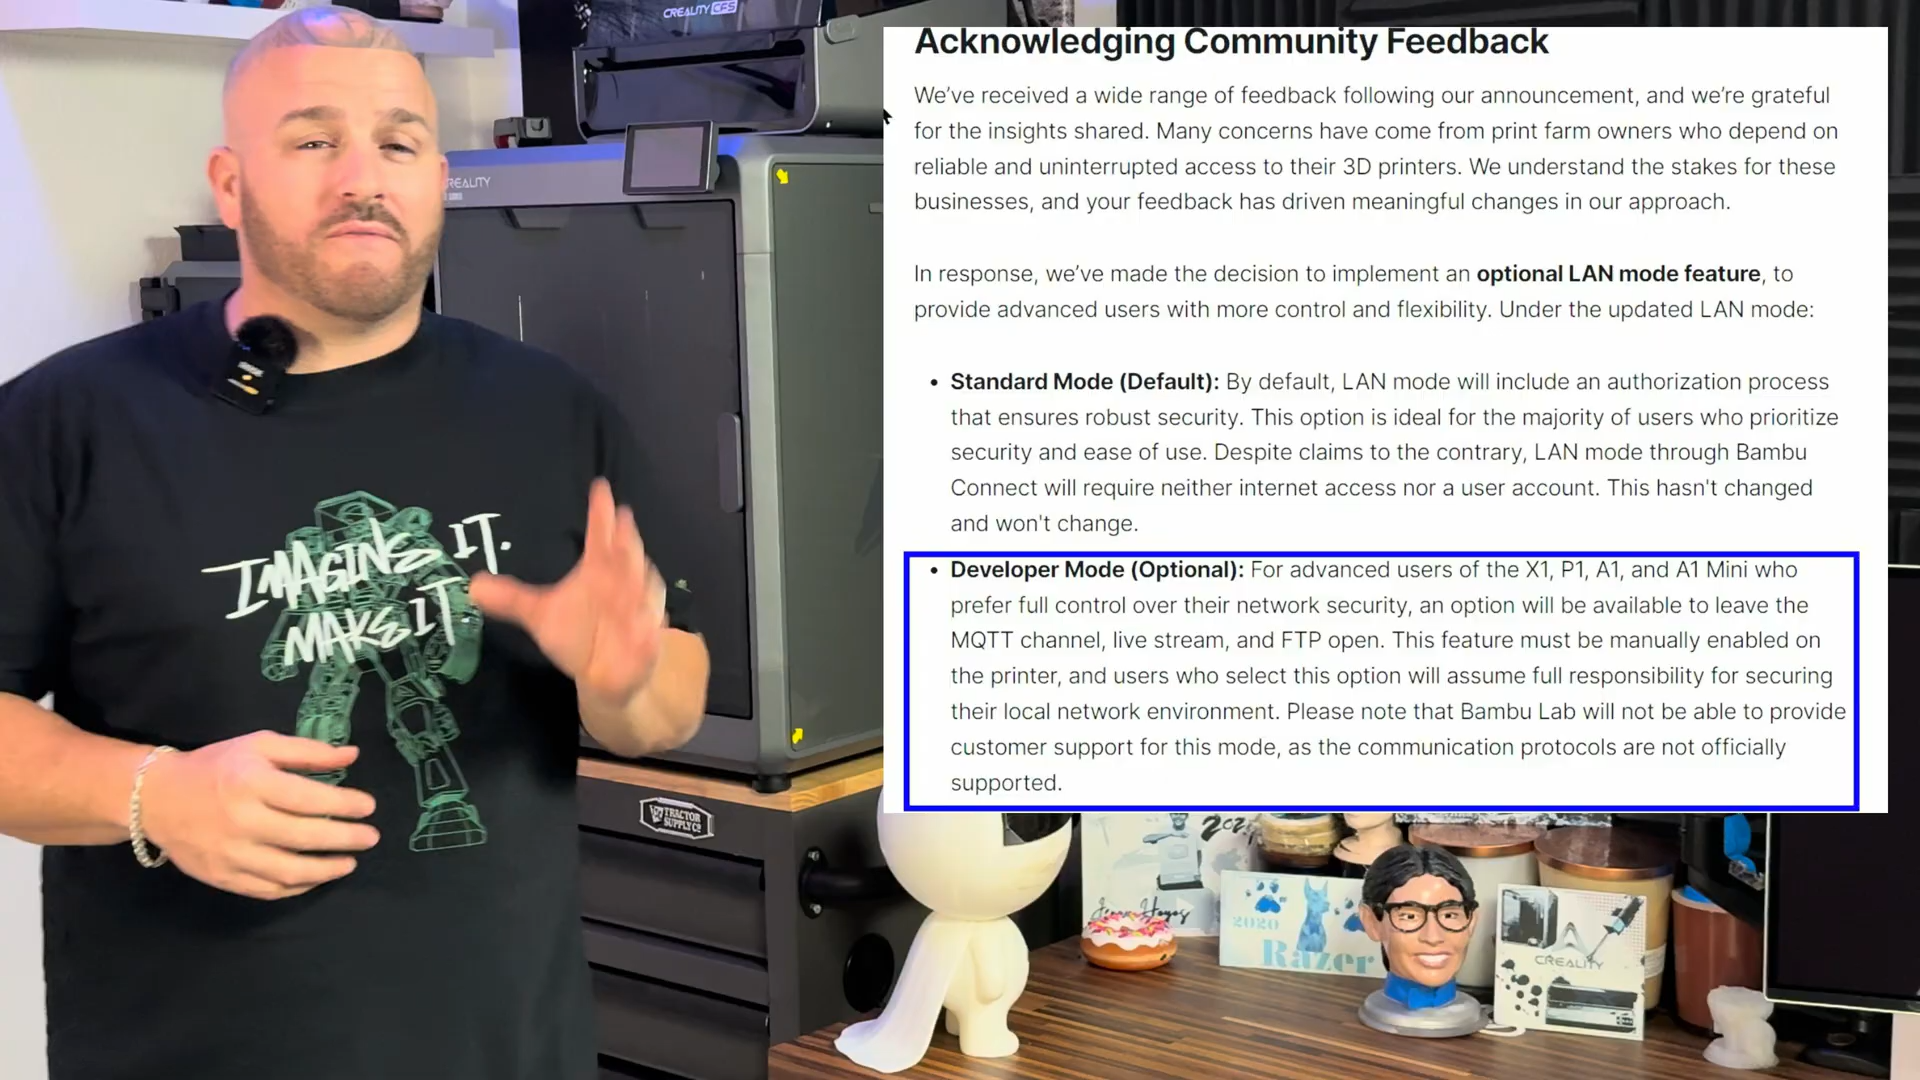 CREALITY CFS
CREALITY
IMAGINE IT.
MAKE IT
TRACTOR
SUPPLY CO
Acknowledging Community Feedback
We've received a wide range of feedback following our announcement, and we're grateful
for the insights shared. Many concerns have come from print farm owners who depend on
reliable and uninterrupted access to their 3D printers. We understand the stakes for these
businesses, and your feedback has driven meaningful changes in our approach.
In response, we've made the decision to implement an optional LAN mode feature, to
provide advanced users with more control and flexibility. Under the updated LAN mode:
• Standard Mode (Default): By default, LAN mode will include an authorization process
that ensures robust security. This option is ideal for the majority of users who prioritize
security and ease of use. Despite claims to the contrary, LAN mode through Bambu
Connect will require neither internet access nor a user account. This hasn't changed
and won't change.
• Developer Mode (Optional): For advanced users of the X1, P1, A1, and A1 Mini who
prefer full control over their network security, an option will be available to leave the
MQTT channel, live stream, and FTP open. This feature must be manually enabled on
the printer, and users who select this option will assume full responsibility for securing
their local network environment. Please note that Bambu Lab will not be able to provide
customer support for this mode, as the communication protocols are not officially
supported.
2020
Razer
CREALITY